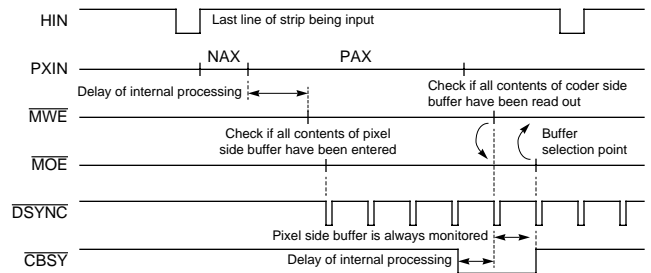 HIN
Last line of strip being input
NAX
PAX
PXIN
Delay of internal processing
Check if all contents of coder side
buffer have been read out
MWE
Check if all contents of pixel
side buffer have been entered
Buffer
selection point
MOE
DSYNC
Pixel side buffer is always monitored
Delay of internal processing
CBSY